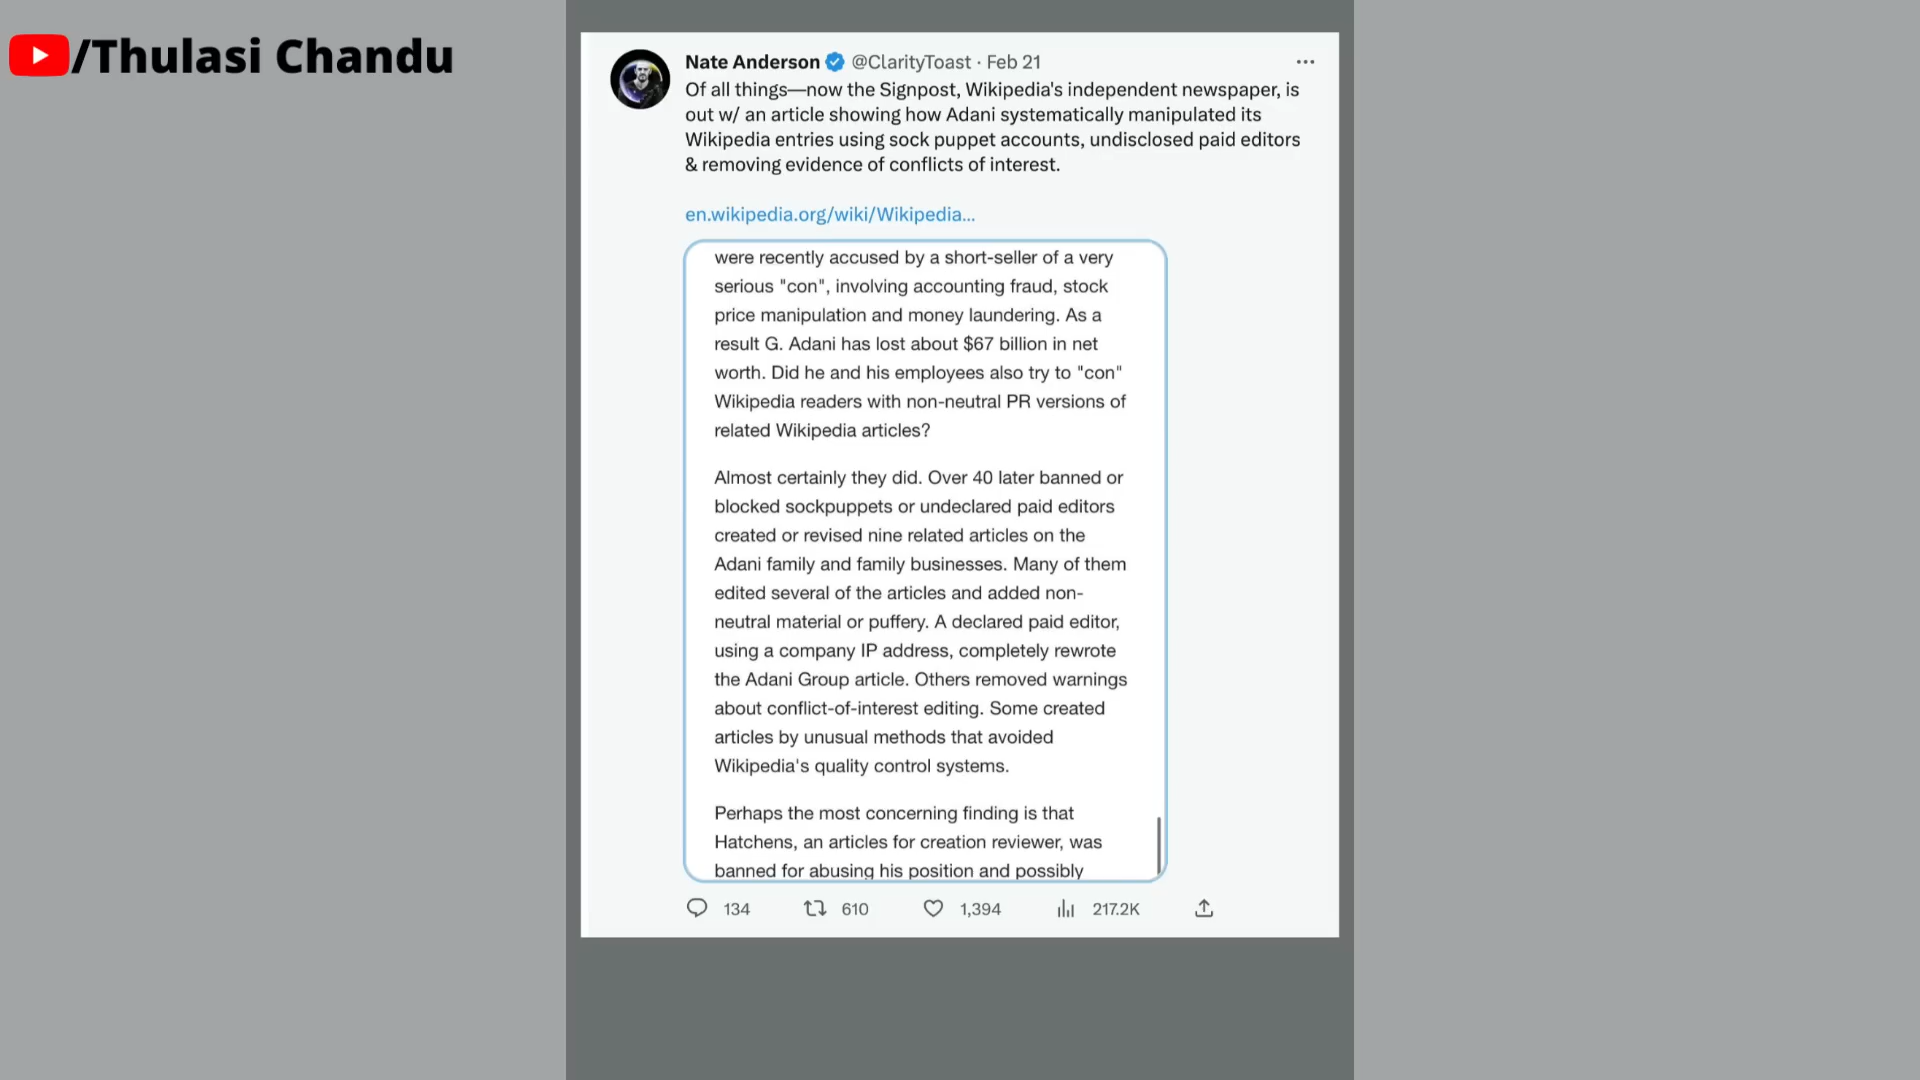 /Thulasi Chandu
Nate Anderson @ClarityToast · Feb 21
Of all things—now the Signpost, Wikipedia's independent newspaper, is
out w/ an article showing how Adani systematically manipulated its
Wikipedia entries using sock puppet accounts, undisclosed paid editors
& removing evidence of conflicts of interest.
en.wikipedia.org/wiki/Wikipedia...
were recently accused by a short-seller of a very
serious "con", involving accounting fraud, stock
price manipulation and money laundering. As a
result G. Adani has lost about $67 billion in net
worth. Did he and his employees also try to "con"
Wikipedia readers with non-neutral PR versions of
related Wikipedia articles?
Almost certainly they did. Over 40 later banned or
blocked sockpuppets or undeclared paid editors
created or revised nine related articles on the
Adani family and family businesses. Many of them
edited several of the articles and added non-
neutral material or puffery. A declared paid editor,
using a company IP address, completely rewrote
the Adani Group article. Others removed warnings
about conflict-of-interest editing. Some created
articles by unusual methods that avoided
Wikipedia's quality control systems.
Perhaps the most concerning finding is that
Hatchens, an articles for creation reviewer, was
banned for abusing his position and possibly
134 610 1,394 217.2K